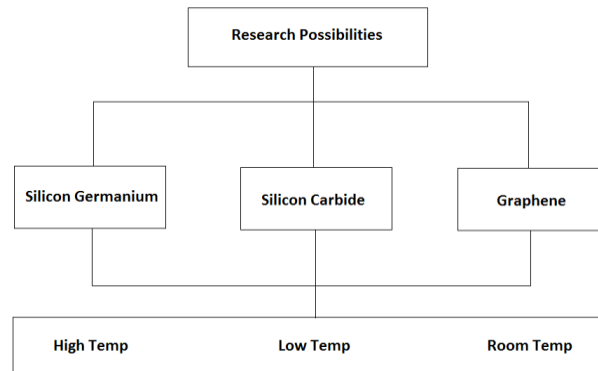 Research Possibilities
Silicon Germanium
Silicon Carbide
Graphene
High Temp
Low Temp
Room Temp